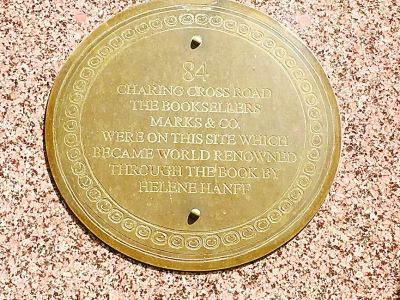 84
CHARING CROSS ROAD
THE BOOKSELLERS
MARKS & CO.
WERE ON THIS SITE WHICH
BECAME WORLD RENOWNED
THROUGH THE BOOK BY
HELENE HANFF